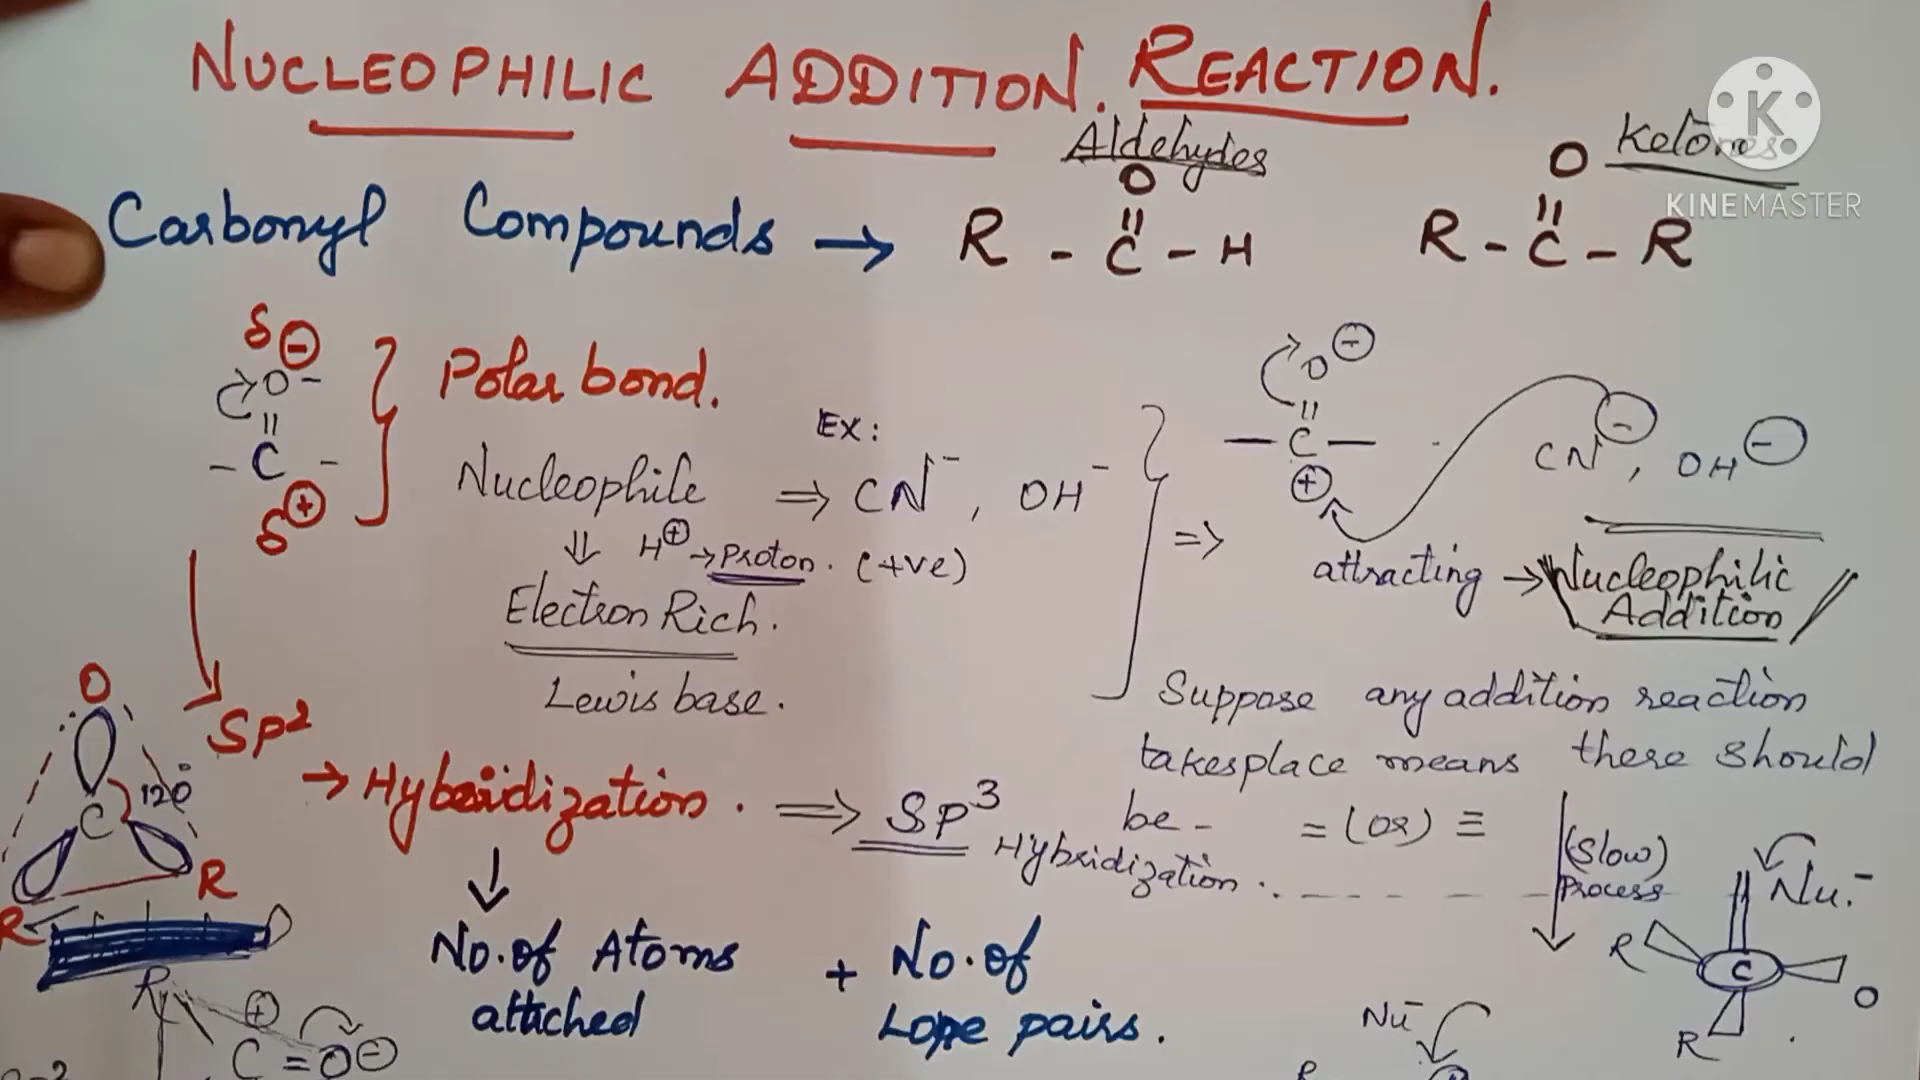 NUCLEOPHILIC ADDITION. REACTION.
K
KINEMASTER
Carbonyl Compounds →
Aldehydes
O
||
R - C - H
Ketones
O
||
R - C - R
δ⊖
O -
||
- C -
δ⊕
Polar bond.
Ex:
Nucleophile ⇒ CN⁻, OH⁻
⇓ H⊕ → Proton. (+ve)
Electron Rich.
Lewis base.
⇒
O⊖
||
— C —
⊕
CN⊖, OH⊖
attracting → Nucleophilic
Addition
Suppose any addition reaction
takesplace means there should
be - = (or) ≡
SP²
→ Hybridization. ⇒ SP³
Hybridization.
O
120°
C
R R
↓
No. of Atoms + No. of
attached Lone pairs.
(Slow)
Process
Nu:⁻
R C O
R
R ⊕
C = O⊖
Nu⁻